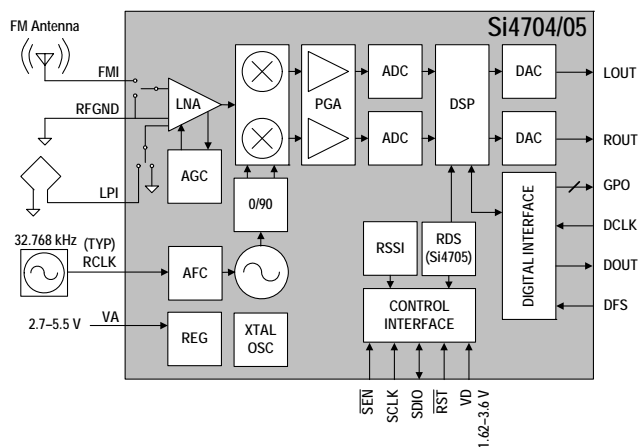 Si4704/05
FM Antenna
FMI
RFGND
LPI
32.768 kHz (TYP)
RCLK
VA
2.7–5.5 V
LNA
AGC
0/90
AFC
REG
XTAL
OSC
PGA
ADC
ADC
DSP
DAC
DAC
RSSI
RDS
(Si4705)
CONTROL
INTERFACE
DIGITAL INTERFACE
LOUT
ROUT
GPO
DCLK
DOUT
DFS
SEN
SCLK
SDIO
RST
VD
1.62–3.6 V